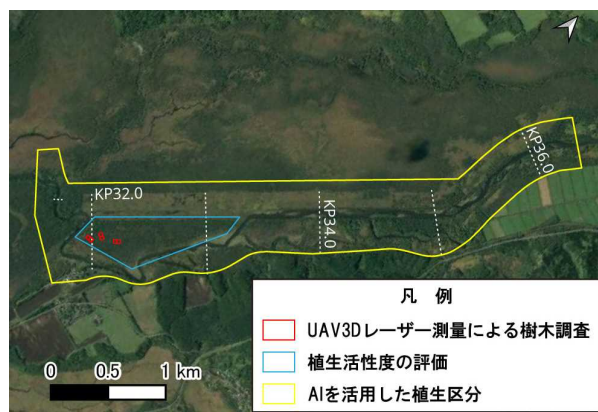 KP32.0
KP34.0
KP36.0
0 0.5 1 km
凡 例
UAV3Dレーザー測量による樹木調査
植生活性度の評価
AIを活用した植生区分